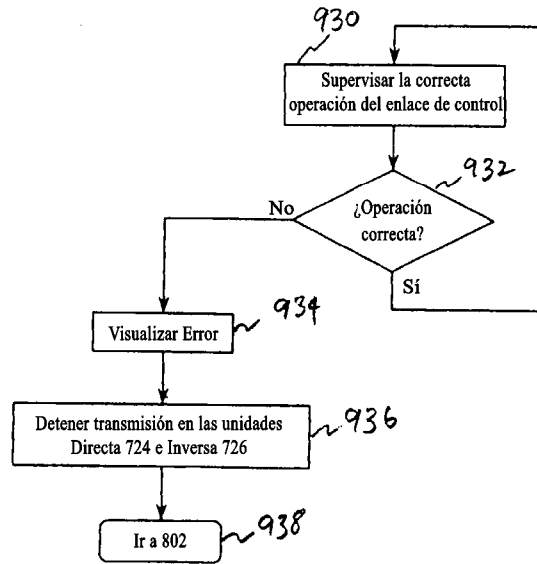 930
Supervisar la correcta
operación del enlace de control
932
¿Operación
correcta?
No
Sí
934
Visualizar Error
936
Detener transmisión en las unidades
Directa 724 e Inversa 726
938
Ir a 802